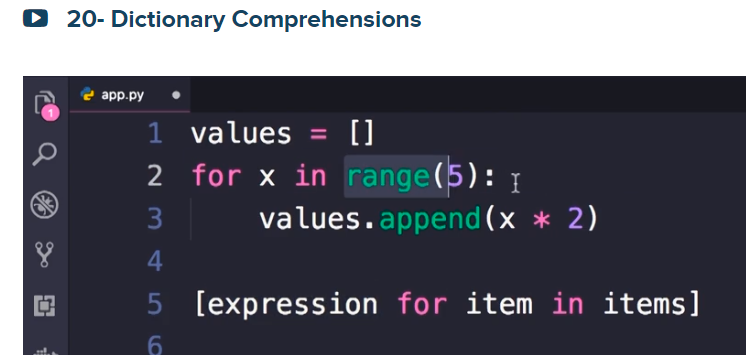 20- Dictionary Comprehensions
app.py
1
1 values = []
2 for x in range(5):
3 values.append(x * 2)
4
5 [expression for item in items]
6